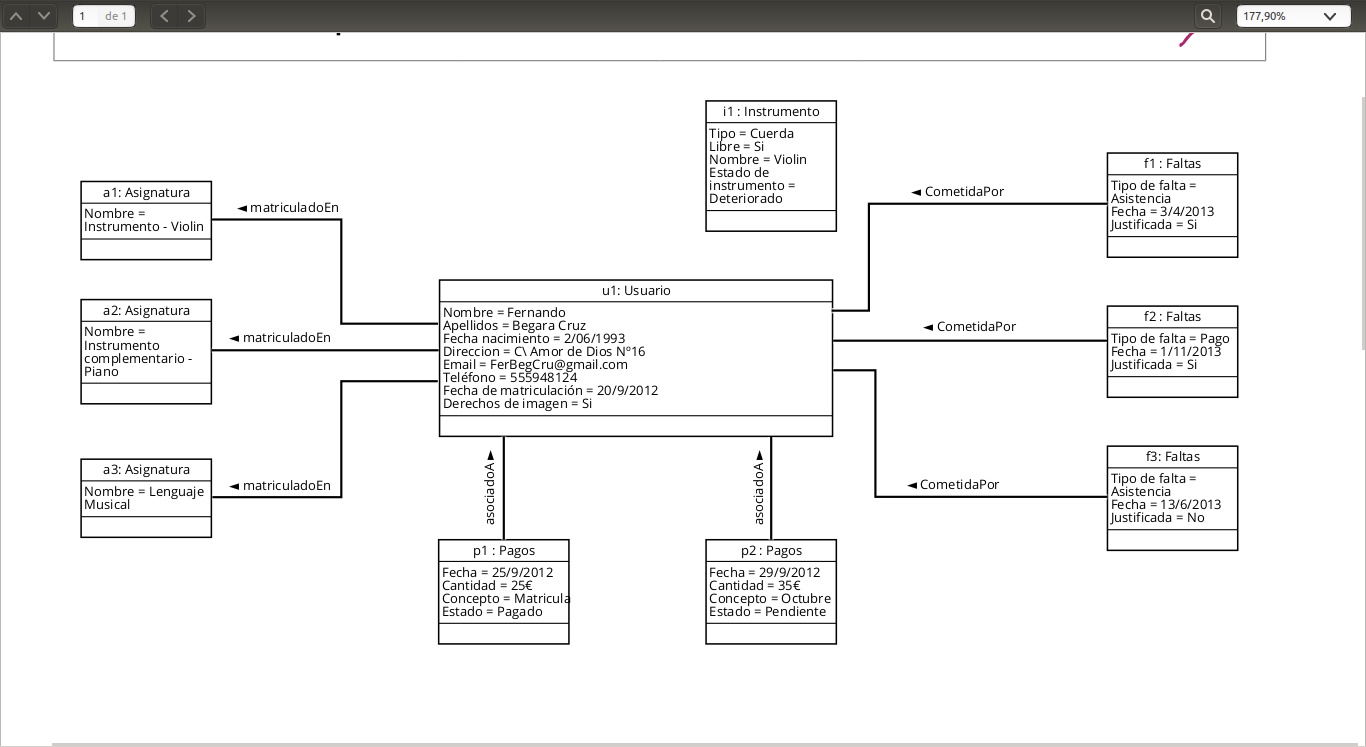 1 de 1
177,90%
i1 : Instrumento
Tipo = Cuerda
Libre = Si
Nombre = Violin
Estado de
instrumento =
Deteriorado
f1 : Faltas
Tipo de falta =
Asistencia
Fecha = 3/4/2013
Justificada = Si
◄ CometidaPor
a1: Asignatura
Nombre =
Instrumento - Violin
◄ matriculadoEn
u1: Usuario
Nombre = Fernando
Apellidos = Begara Cruz
Fecha nacimiento = 2/06/1993
Direccion = C\ Amor de Dios Nº16
Email = FerBegCru@gmail.com
Teléfono = 555948124
Fecha de matriculación = 20/9/2012
Derechos de imagen = Si
a2: Asignatura
Nombre =
Instrumento
complementario -
Piano
◄ matriculadoEn
◄ CometidaPor
f2 : Faltas
Tipo de falta = Pago
Fecha = 1/11/2013
Justificada = Si
a3: Asignatura
Nombre = Lenguaje
Musical
◄ matriculadoEn
asociadoA ►
asociadoA ►
◄ CometidaPor
f3: Faltas
Tipo de falta =
Asistencia
Fecha = 13/6/2013
Justificada = No
p1 : Pagos
Fecha = 25/9/2012
Cantidad = 25€
Concepto = Matricula
Estado = Pagado
p2 : Pagos
Fecha = 29/9/2012
Cantidad = 35€
Concepto = Octubre
Estado = Pendiente